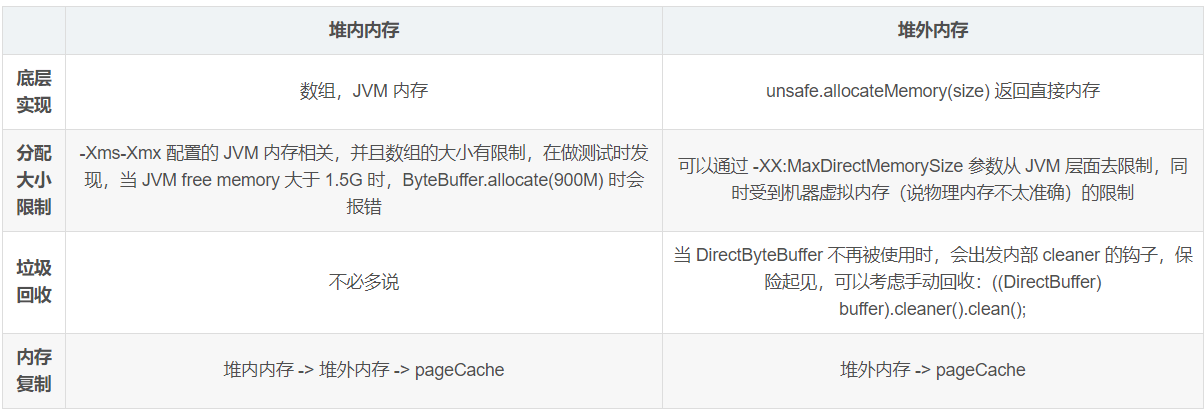 堆内内存
堆外内存
底层
实现
数组，JVM 内存
unsafe.allocateMemory(size) 返回直接内存
分配
大小
限制
-Xms-Xmx 配置的 JVM 内存相关，并且数组的大小有限制，在做测试时发
现，当 JVM free memory 大于 1.5G 时，ByteBuffer.allocate(900M) 时会
报错
可以通过 -XX:MaxDirectMemorySize 参数从 JVM 层面去限制，同
时受到机器虚拟内存（说物理内存不太准确）的限制
垃圾
回收
不必多说
当 DirectByteBuffer 不再被使用时，会出发内部 cleaner 的钩子，保
险起见，可以考虑手动回收：((DirectBuffer)
buffer).cleaner().clean();
内存
复制
堆内内存 -> 堆外内存 -> pageCache
堆外内存 -> pageCache